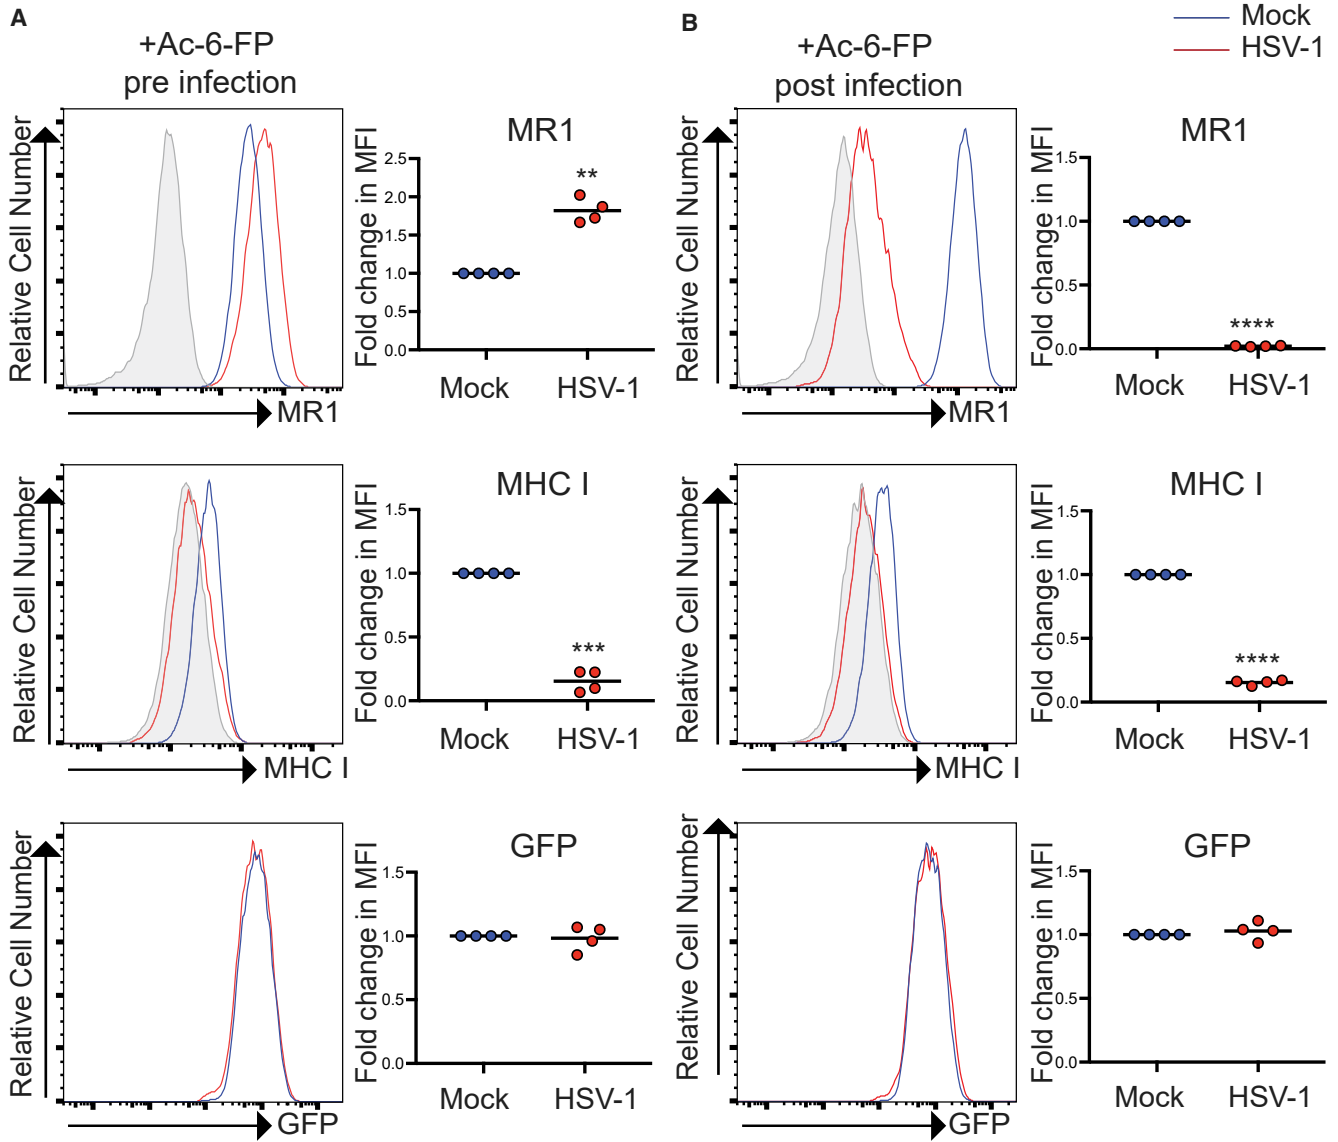 A
+Ac-6-FP
pre infection
Relative Cell Number
MR1
MR1
Fold change in MFI
2.5
2.0
1.5
1.0
0.5
0.0
**
Mock
HSV-1
Relative Cell Number
MHC I
MHC I
Fold change in MFI
1.5
1.0
0.5
0.0
***
Mock
HSV-1
Relative Cell Number
GFP
GFP
Fold change in MFI
1.5
1.0
0.5
0.0
Mock
HSV-1
B
+Ac-6-FP
post infection
Mock
HSV-1
Relative Cell Number
MR1
MR1
Fold change in MFI
1.5
1.0
0.5
0.0
****
Mock
HSV-1
Relative Cell Number
MHC I
MHC I
Fold change in MFI
1.5
1.0
0.5
0.0
****
Mock
HSV-1
Relative Cell Number
GFP
GFP
Fold change in MFI
1.5
1.0
0.5
0.0
Mock
HSV-1